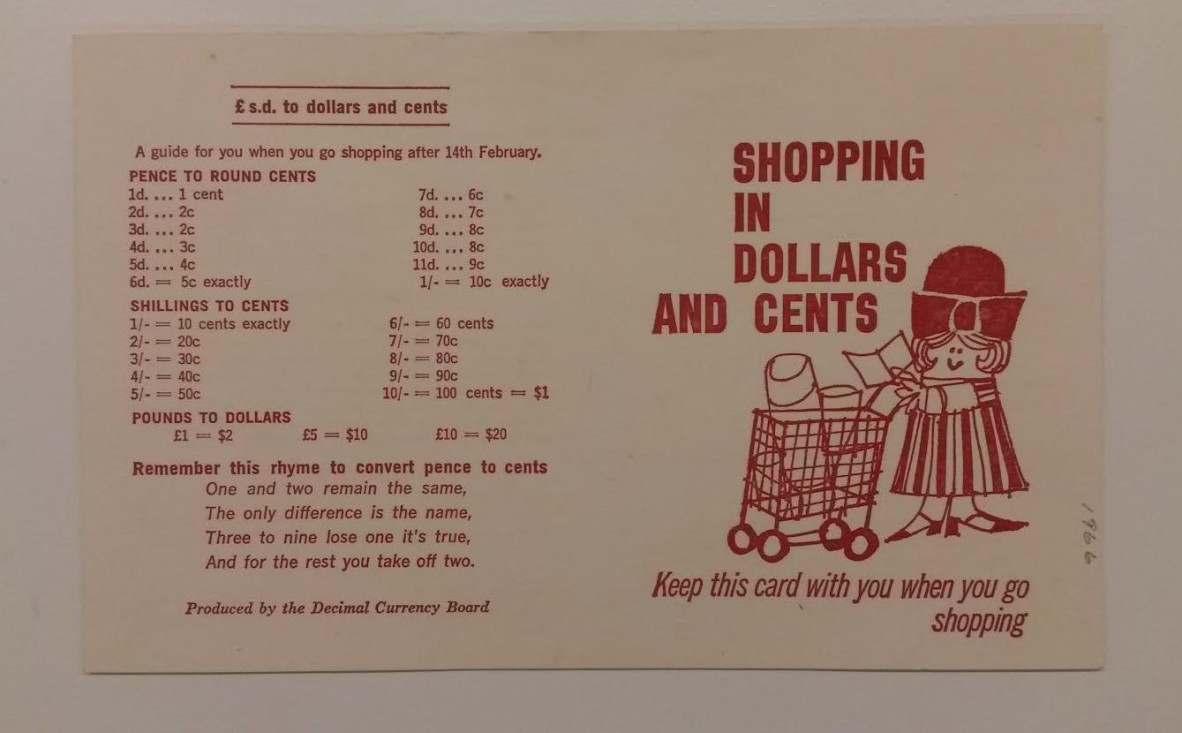 £ s.d. to dollars and cents
A guide for you when you go shopping after 14th February.
PENCE TO ROUND CENTS
1d. ... 1 cent 7d. ... 6c
2d. ... 2c 8d. ... 7c
3d. ... 2c 9d. ... 8c
4d. ... 3c 10d. ... 8c
5d. ... 4c 11d. ... 9c
6d. = 5c exactly 1/- = 10c exactly
SHILLINGS TO CENTS
1/- = 10 cents exactly 6/- = 60 cents
2/- = 20c 7/- = 70c
3/- = 30c 8/- = 80c
4/- = 40c 9/- = 90c
5/- = 50c 10/- = 100 cents = $1
POUNDS TO DOLLARS
£1 = $2 £5 = $10 £10 = $20
Remember this rhyme to convert pence to cents
One and two remain the same,
The only difference is the name,
Three to nine lose one it's true,
And for the rest you take off two.
Produced by the Decimal Currency Board
SHOPPING
IN
DOLLARS
AND CENTS
Keep this card with you when you go
shopping
1966